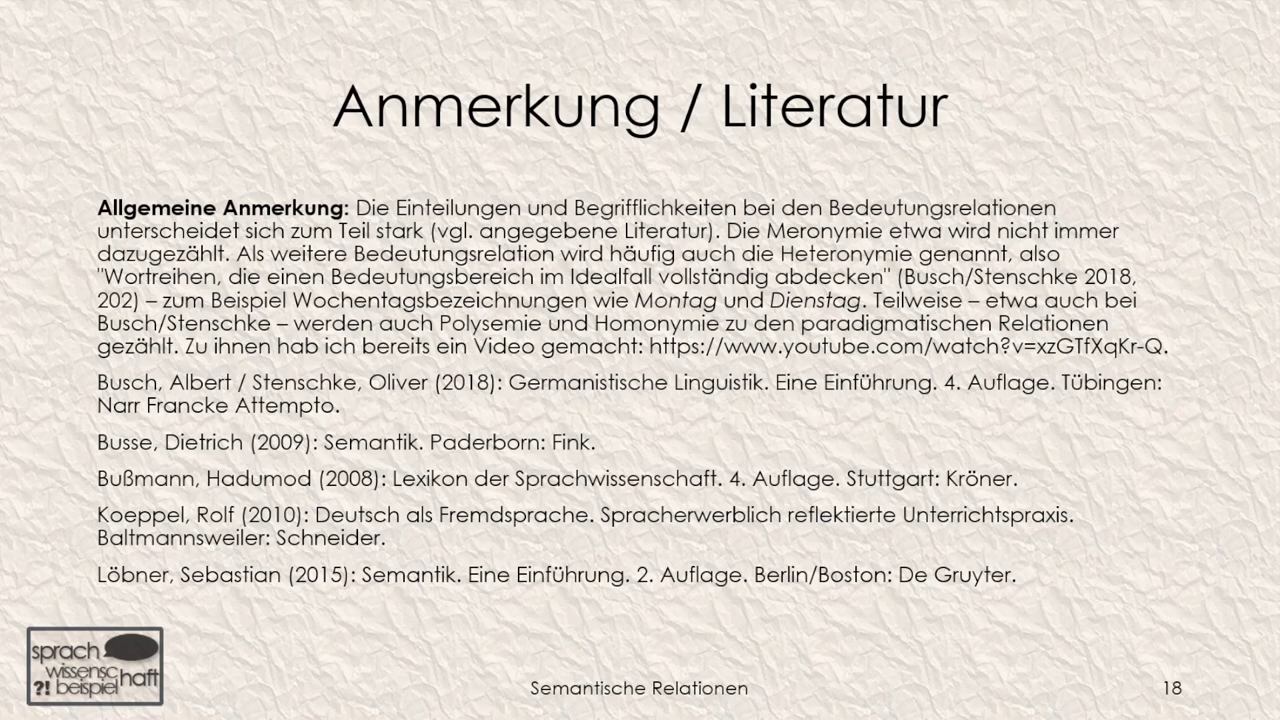 Anmerkung / Literatur
Allgemeine Anmerkung: Die Einteilungen und Begrifflichkeiten bei den Bedeutungsrelationen
unterscheidet sich zum Teil stark (vgl. angegebene Literatur). Die Meronymie etwa wird nicht immer
dazugezählt. Als weitere Bedeutungsrelation wird häufig auch die Heteronymie genannt, also
"Wortreihen, die einen Bedeutungsbereich im Idealfall vollständig abdecken" (Busch/Stenschke 2018,
202) – zum Beispiel Wochentagsbezeichnungen wie Montag und Dienstag. Teilweise – etwa auch bei
Busch/Stenschke – werden auch Polysemie und Homonymie zu den paradigmatischen Relationen
gezählt. Zu ihnen hab ich bereits ein Video gemacht: https://www.youtube.com/watch?v=xzGTfXqKr-Q.
Busch, Albert / Stenschke, Oliver (2018): Germanistische Linguistik. Eine Einführung. 4. Auflage. Tübingen:
Narr Francke Attempto.
Busse, Dietrich (2009): Semantik. Paderborn: Fink.
Bußmann, Hadumod (2008): Lexikon der Sprachwissenschaft. 4. Auflage. Stuttgart: Kröner.
Koeppel, Rolf (2010): Deutsch als Fremdsprache. Spracherwerblich reflektierte Unterrichtspraxis.
Baltmannsweiler: Schneider.
Löbner, Sebastian (2015): Semantik. Eine Einführung. 2. Auflage. Berlin/Boston: De Gruyter.
sprach
wissensc
haft
?! beispiel
Semantische Relationen
18